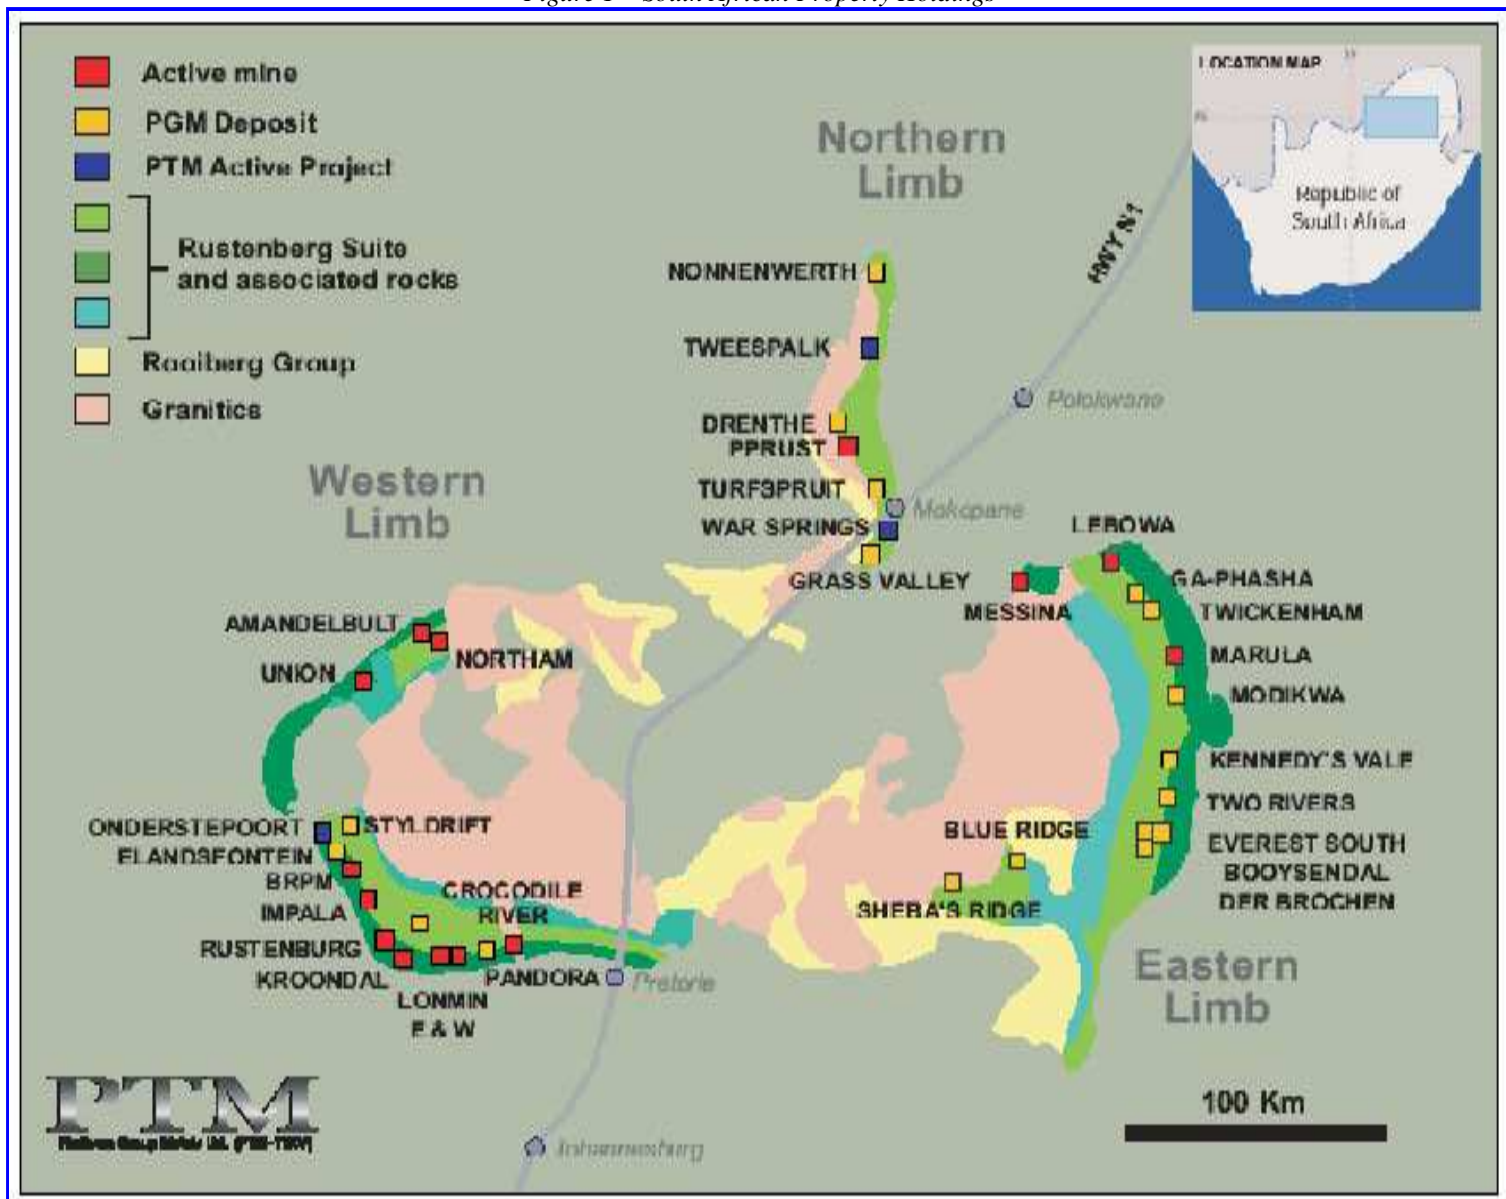 Active mine
PGM Deposit
PTM Active Project
Rustenberg Suite
and associated rocks
Rooiberg Group
Granitics
LOCATION MAP
Republic of
South Africa
Northern
Limb
HWY N1
NONNENWERTH
TWEESPALK
Polokwane
DRENTHE
PPRUST
Western
Limb
TURFSPRUIT
Mokopane
WAR SPRINGS
LEBOWA
GRASS VALLEY
GA-PHASHA
MESSINA
TWICKENHAM
AMANDELBULT
NORTHAM
MARULA
UNION
MODIKWA
KENNEDY'S VALE
TWO RIVERS
ONDERSTEPOORT
STYLDRIFT
BLUE RIDGE
EVEREST SOUTH
ELANDSFONTEIN
BOOYSENDAL
BRPM
CROCODILE
RIVER
DER BROCHEN
IMPALA
SHEBA'S RIDGE
RUSTENBURG
Eastern
Limb
KROONDAL
PANDORA
Pretoria
LONMIN
E & W
PTM
100 Km
Johannesburg